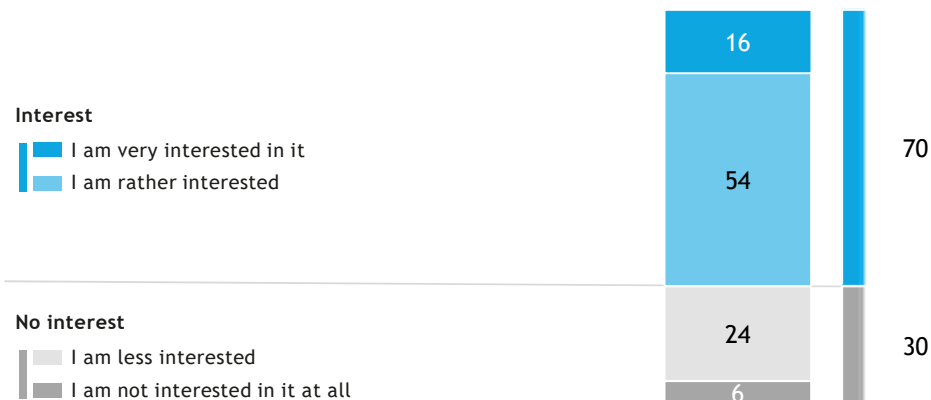 16
Interest
I am very interested in it
70
I am rather interested
54
No interest
24
30
I am less interested
I am not interested in it at all
6